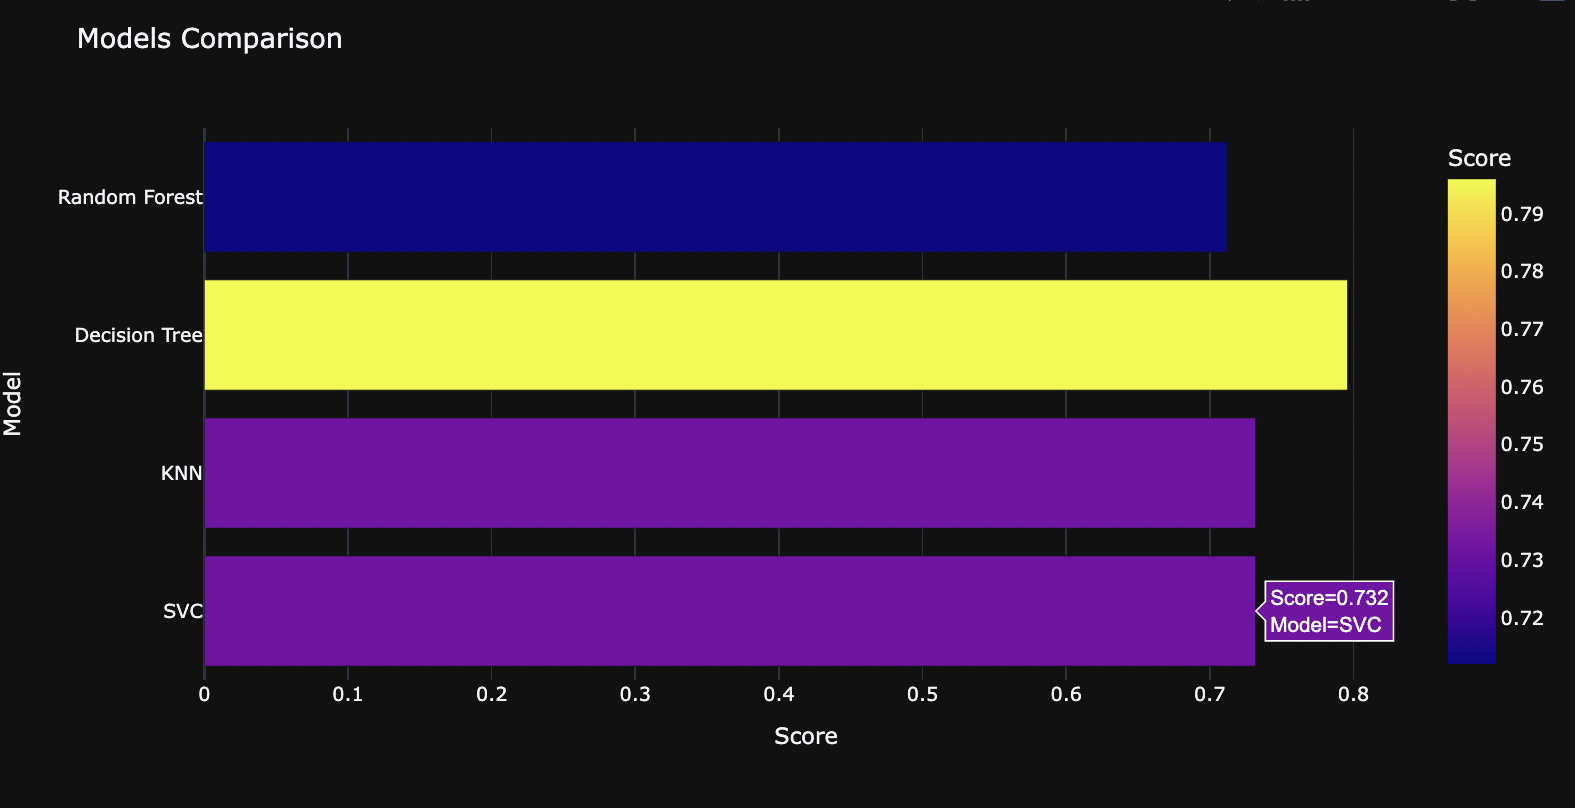 Models Comparison
Random Forest
Decision Tree
KNN
SVC
Model
0 0.1 0.2 0.3 0.4 0.5 0.6 0.7 0.8
Score
Score=0.732
Model=SVC
Score
0.79
0.78
0.77
0.76
0.75
0.74
0.73
0.72